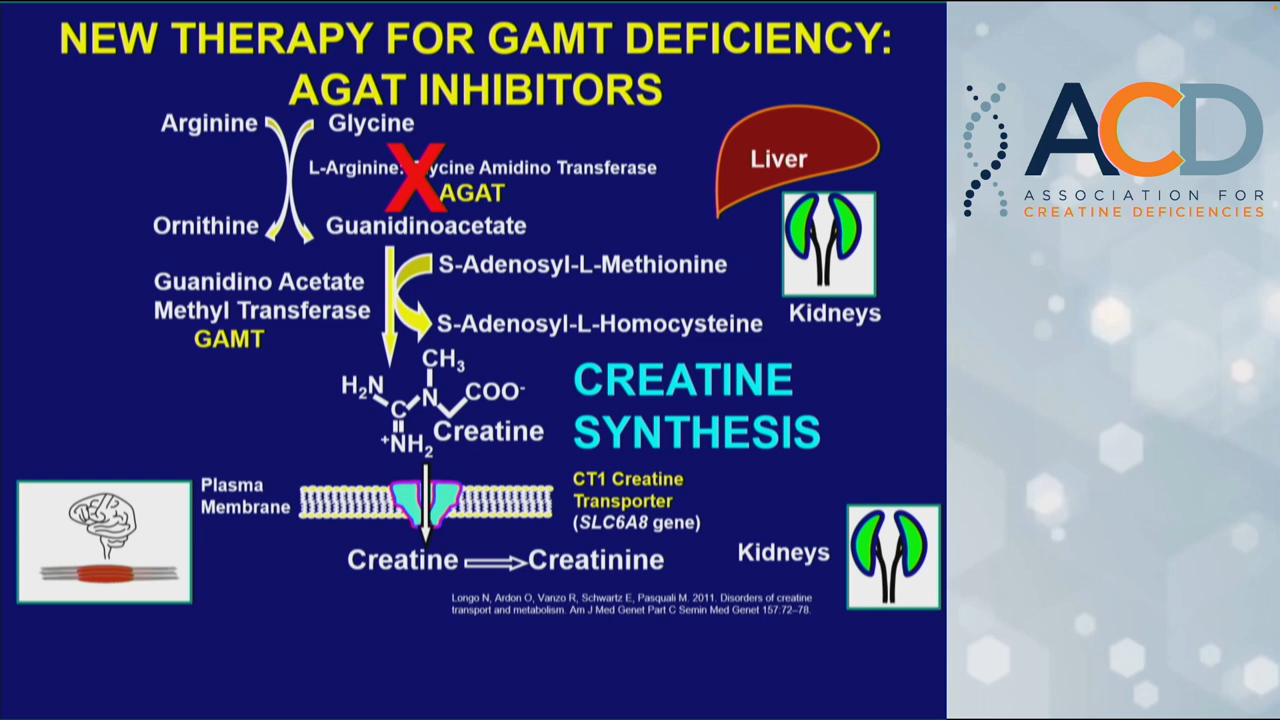 NEW THERAPY FOR GAMT DEFICIENCY:
AGAT INHIBITORS
Arginine
Glycine
L-Arginine: ycine Amidino Transferase
AGAT
Ornithine
Guanidinoacetate
Liver
Kidneys
Guanidino Acetate
Methyl Transferase
GAMT
S-Adenosyl-L-Methionine
S-Adenosyl-L-Homocysteine
CH3
H2N
N
COO-
C
+NH2
Creatine
CREATINE
SYNTHESIS
Plasma
Membrane
CT1 Creatine
Transporter
(SLC6A8 gene)
Creatine
Creatinine
Kidneys
Longo N, Ardon O, Vanzo R, Schwartz E, Pasquali M. 2011. Disorders of creatine
transport and metabolism. Am J Med Genet Part C Semin Med Genet 157:72–78.
ACD
ASSOCIATION FOR
CREATINE DEFICIENCIES